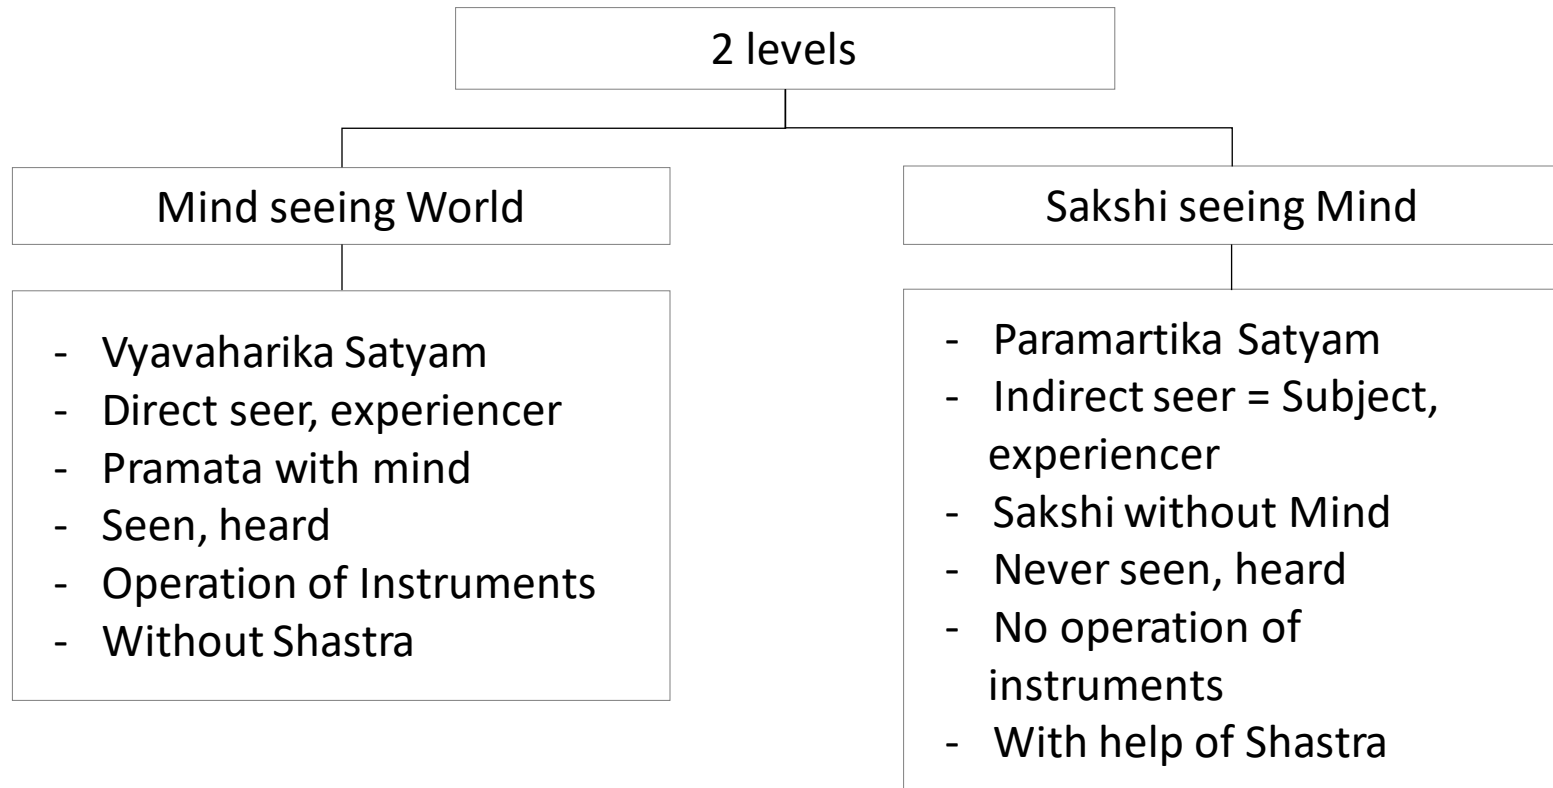 2 levels
Mind seeing World
- Vyavaharika Satyam
- Direct seer, experiencer
- Pramata with mind
- Seen, heard
- Operation of Instruments
- Without Shastra
Sakshi seeing Mind
- Paramartika Satyam
- Indirect seer = Subject,
experiencer
- Sakshi without Mind
- Never seen, heard
- No operation of
instruments
- With help of Shastra